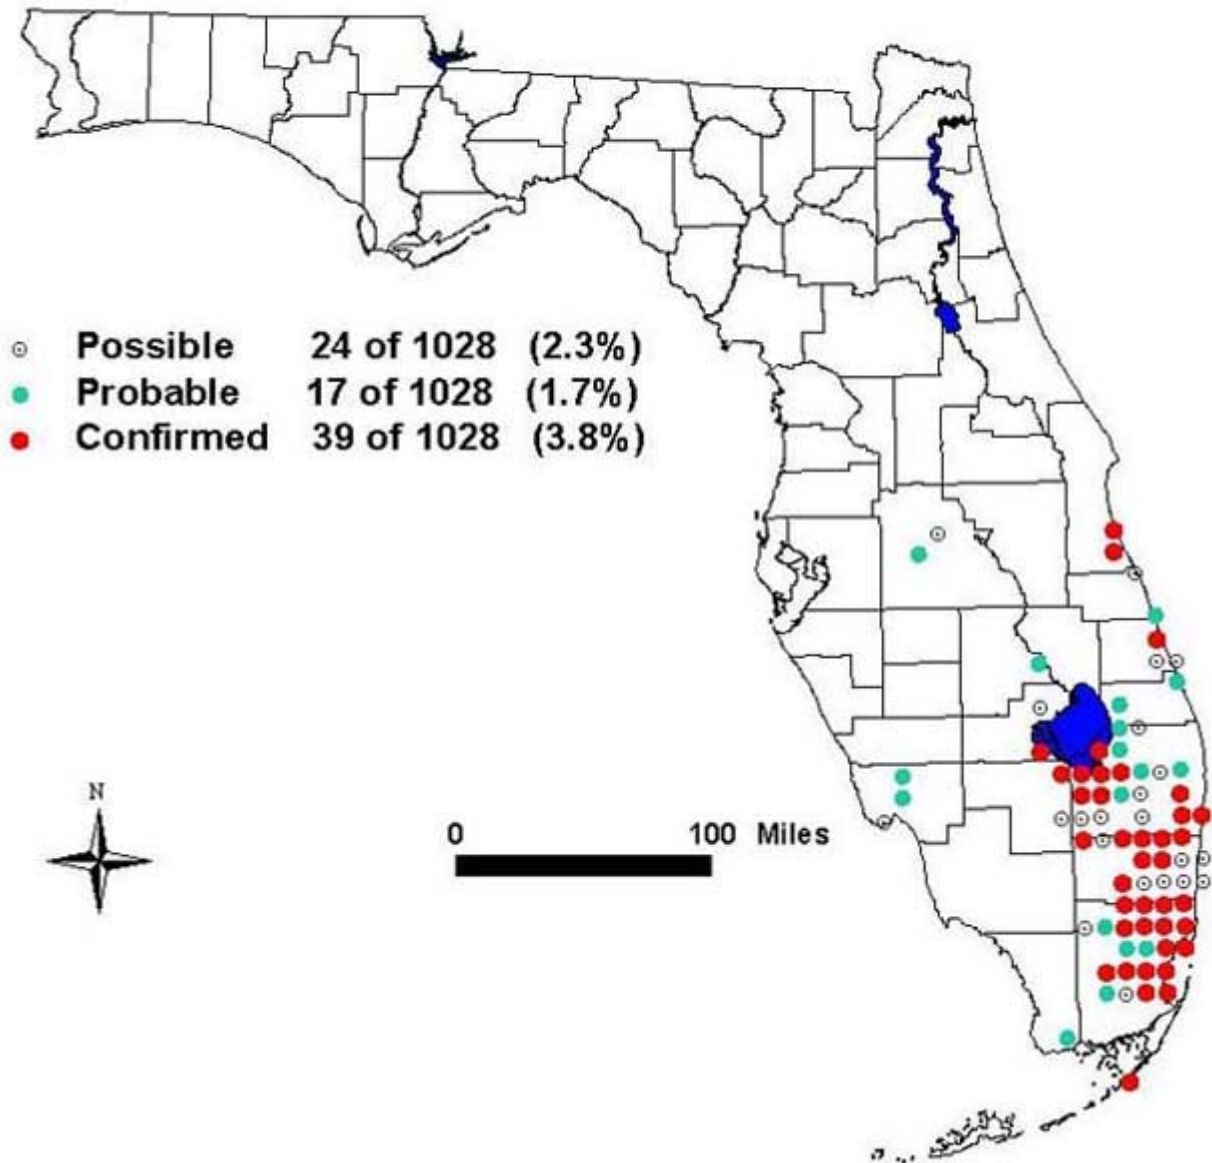 Possible 24 of 1028 (2.3%)
Probable 17 of 1028 (1.7%)
Confirmed 39 of 1028 (3.8%)
N
0 100 Miles